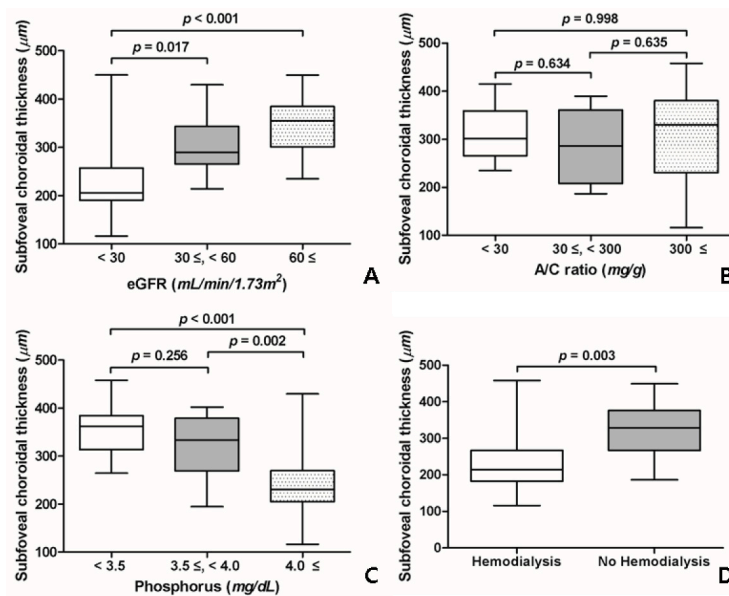 p < 0.001
p = 0.017
Subfoveal choroidal thickness (μm)
500
400
300
200
100
< 30
30 ≤, < 60
60 ≤
eGFR (mL/min/1.73m²)
A
p = 0.998
p = 0.635
p = 0.634
Subfoveal choroidal thickness (μm)
500
400
300
200
100
< 30
30 ≤, < 300
300 ≤
A/C ratio (mg/g)
B
p < 0.001
p = 0.256
p = 0.002
Subfoveal choroidal thickness (μm)
500
400
300
200
100
< 3.5
3.5 ≤, < 4.0
4.0 ≤
Phosphorus (mg/dL)
C
p = 0.003
Subfoveal choroidal thickness (μm)
500
400
300
200
100
0
Hemodialysis
No Hemodialysis
D